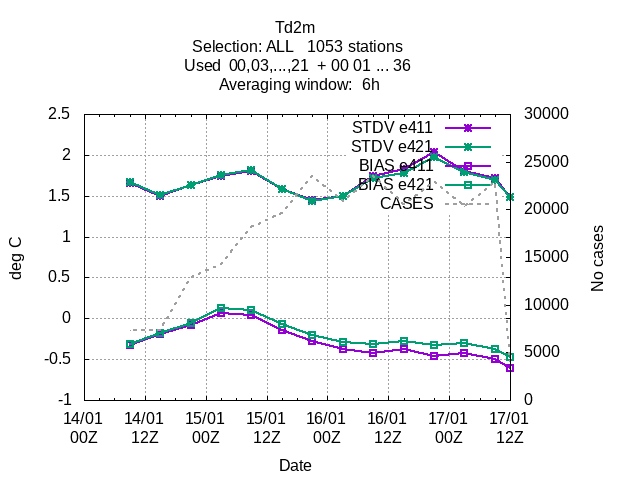 Td2m
Selection: ALL   1053 stations
Used  00,03,...,21  + 00 01 ... 36
Averaging window:  6h
2.5
2
1.5
1
0.5
0
-0.5
-1
deg C
30000
25000
20000
15000
10000
5000
0
No cases
STDV e411
STDV e421
BIAS e411
BIAS e421
CASES
14/01 14/01 15/01 15/01 16/01 16/01 17/01 17/01
00Z 12Z 00Z 12Z 00Z 12Z 00Z 12Z
Date